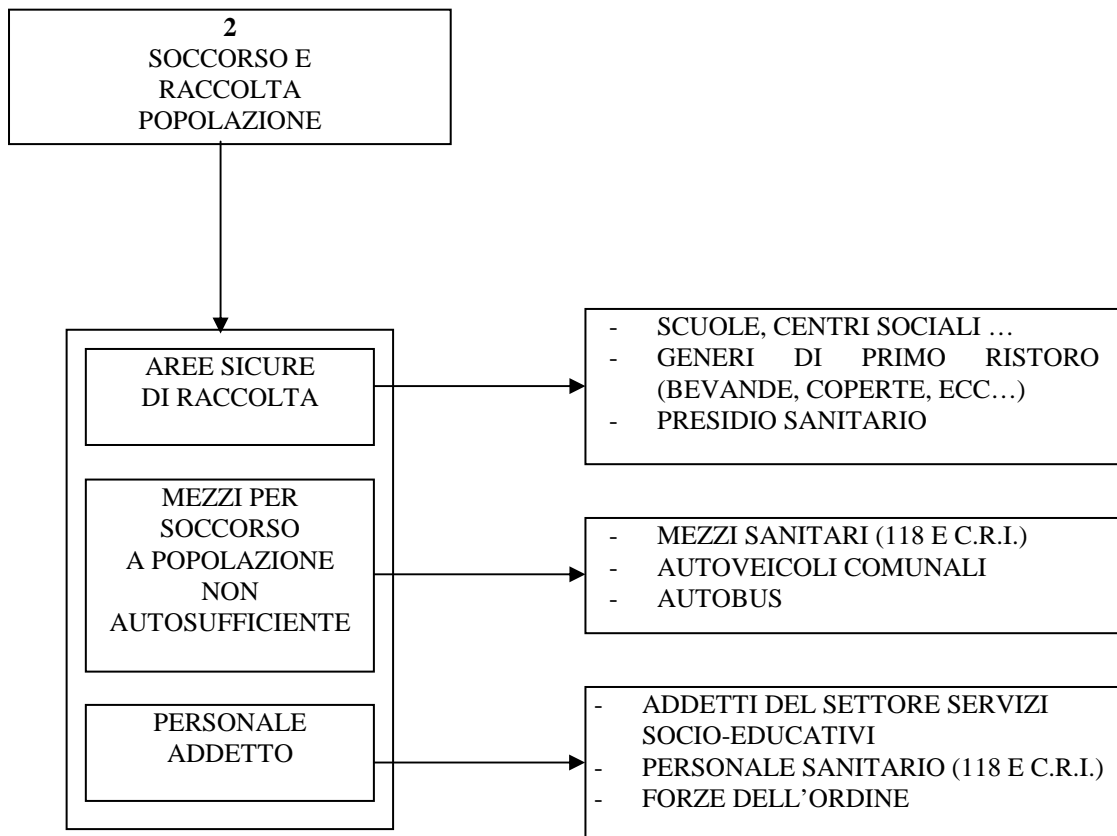 2
SOCCORSO E
RACCOLTA
POPOLAZIONE
AREE SICURE
DI RACCOLTA
- SCUOLE, CENTRI SOCIALI …
- GENERI DI PRIMO RISTORO
(BEVANDE, COPERTE, ECC…)
- PRESIDIO SANITARIO
MEZZI PER
SOCCORSO
A POPOLAZIONE
NON
AUTOSUFFICIENTE
- MEZZI SANITARI (118 E C.R.I.)
- AUTOVEICOLI COMUNALI
- AUTOBUS
PERSONALE
ADDETTO
- ADDETTI DEL SETTORE SERVIZI
SOCIO-EDUCATIVI
- PERSONALE SANITARIO (118 E C.R.I.)
- FORZE DELL’ORDINE